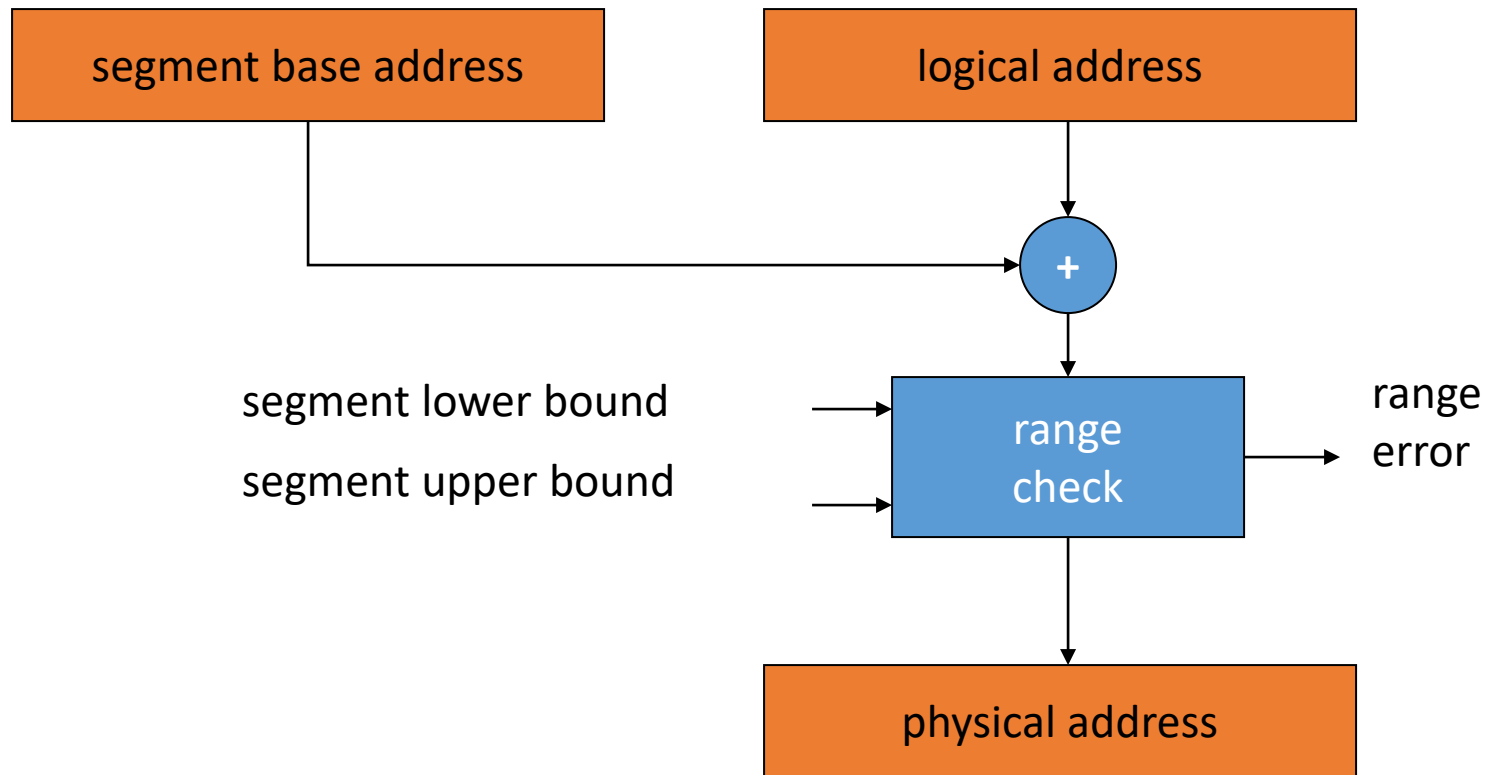 segment base address
logical address
+
segment lower bound
segment upper bound
range
check
range
error
physical address